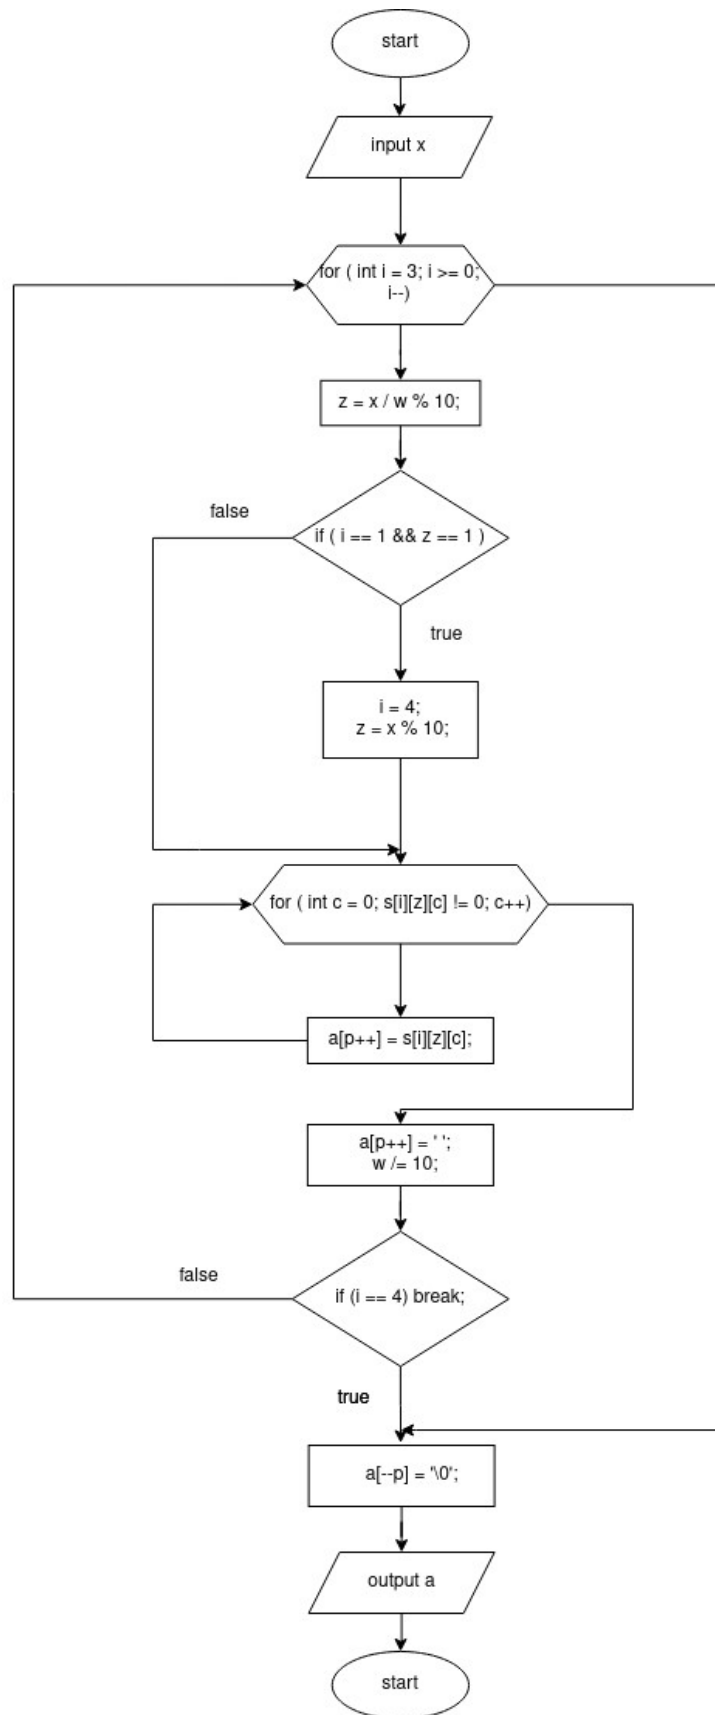 start
input x
for ( int i = 3; i >= 0;
i--)
z = x / w % 10;
false
if ( i == 1 && z == 1 )
true
i = 4;
z = x % 10;
for ( int c = 0; s[i][z][c] != 0; c++)
a[p++] = s[i][z][c];
a[p++] = ' ';
w /= 10;
false
if (i == 4) break;
true
a[--p] = '\0';
output a
start